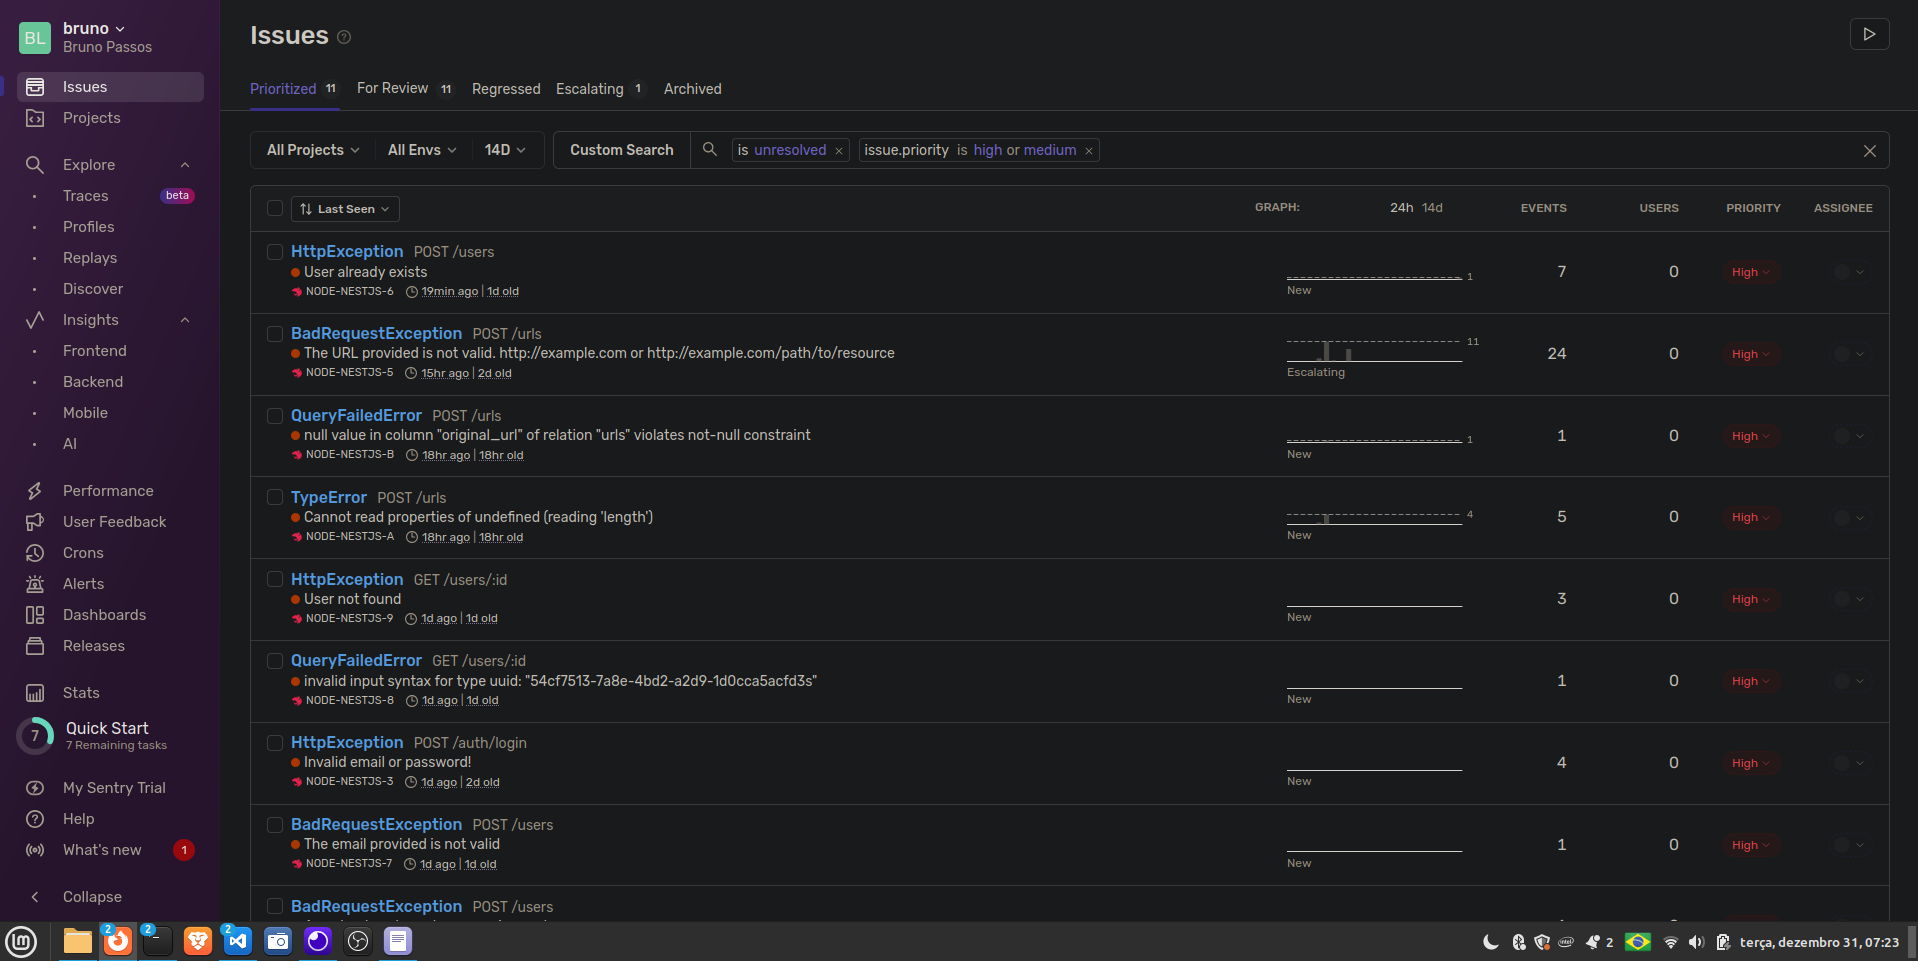 BL
bruno
Bruno Passos
Issues
Projects
Explore
Traces beta
Profiles
Replays
Discover
Insights
Frontend
Backend
Mobile
AI
Performance
User Feedback
Crons
Alerts
Dashboards
Releases
Stats
7
Quick Start
7 Remaining tasks
My Sentry Trial
Help
What's new 1
Collapse
Issues ?
Prioritized 11 For Review 11 Regressed Escalating 1 Archived
All Projects All Envs 14D Custom Search is unresolved × issue.priority is high or medium ×
Last Seen GRAPH: 24h 14d EVENTS USERS PRIORITY ASSIGNEE
HttpException POST /users
User already exists
NODE-NESTJS-6 19min ago | 1d old
1
New
7 0 High
BadRequestException POST /urls
The URL provided is not valid. http://example.com or http://example.com/path/to/resource
NODE-NESTJS-5 15hr ago | 2d old
11
Escalating
24 0 High
QueryFailedError POST /urls
null value in column "original_url" of relation "urls" violates not-null constraint
NODE-NESTJS-B 18hr ago | 18hr old
1
New
1 0 High
TypeError POST /urls
Cannot read properties of undefined (reading 'length')
NODE-NESTJS-A 18hr ago | 18hr old
4
New
5 0 High
HttpException GET /users/:id
User not found
NODE-NESTJS-9 1d ago | 1d old
New
3 0 High
QueryFailedError GET /users/:id
invalid input syntax for type uuid: "54cf7513-7a8e-4bd2-a2d9-1d0cca5acfd3s"
NODE-NESTJS-8 1d ago | 1d old
New
1 0 High
HttpException POST /auth/login
Invalid email or password!
NODE-NESTJS-3 1d ago | 2d old
New
4 0 High
BadRequestException POST /users
The email provided is not valid
NODE-NESTJS-7 1d ago | 1d old
New
1 0 High
BadRequestException POST /users
lm 2 2 2 intel 2 terça, dezembro 31, 07:23